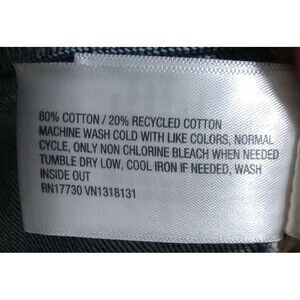 80% COTTON / 20% RECYCLED COTTON
MACHINE WASH COLD WITH LIKE COLORS, NORMAL
CYCLE, ONLY NON CHLORINE BLEACH WHEN NEEDED
TUMBLE DRY LOW, COOL IRON IF NEEDED, WASH
INSIDE OUT
RN17730 VN1318131